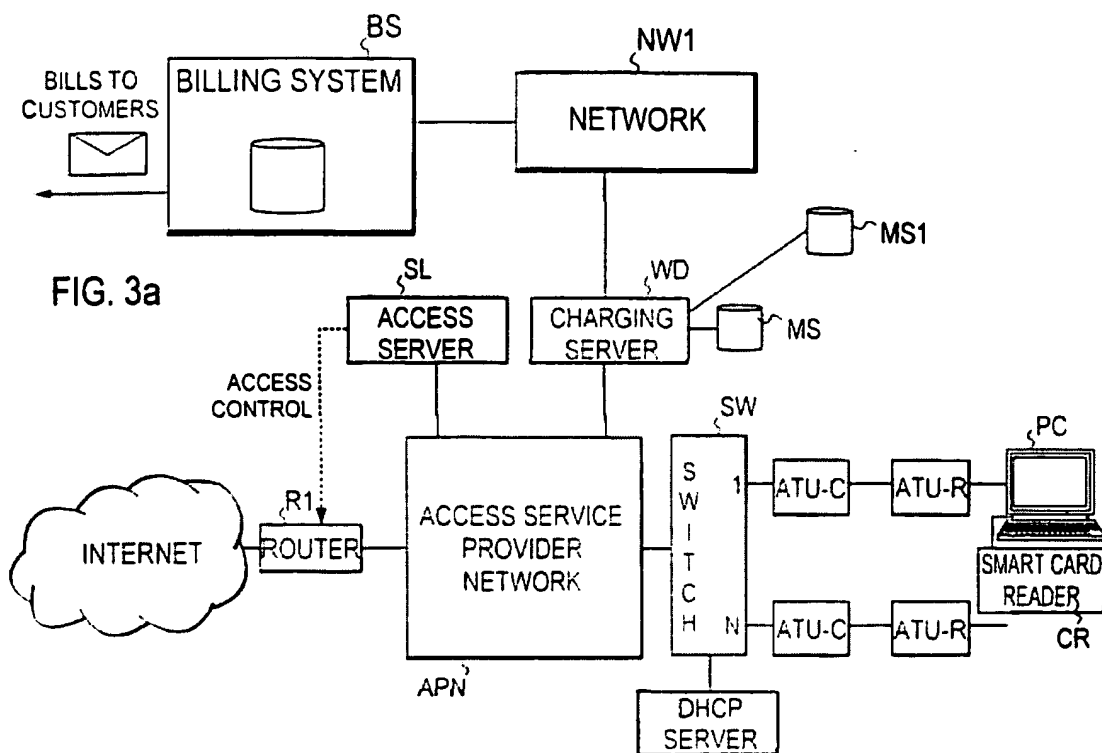 BS
NW1
BILLS TO
CUSTOMERS
BILLING SYSTEM
NETWORK
MS1
FIG. 3a
SL
WD
ACCESS
SERVER
CHARGING
SERVER
MS
ACCESS
CONTROL
SW
PC
R1
INTERNET
ROUTER
ACCESS SERVICE
PROVIDER
NETWORK
SWITCH
1
ATU-C
ATU-R
SMART CARD
READER
N
ATU-C
ATU-R
CR
APN
DHCP
SERVER